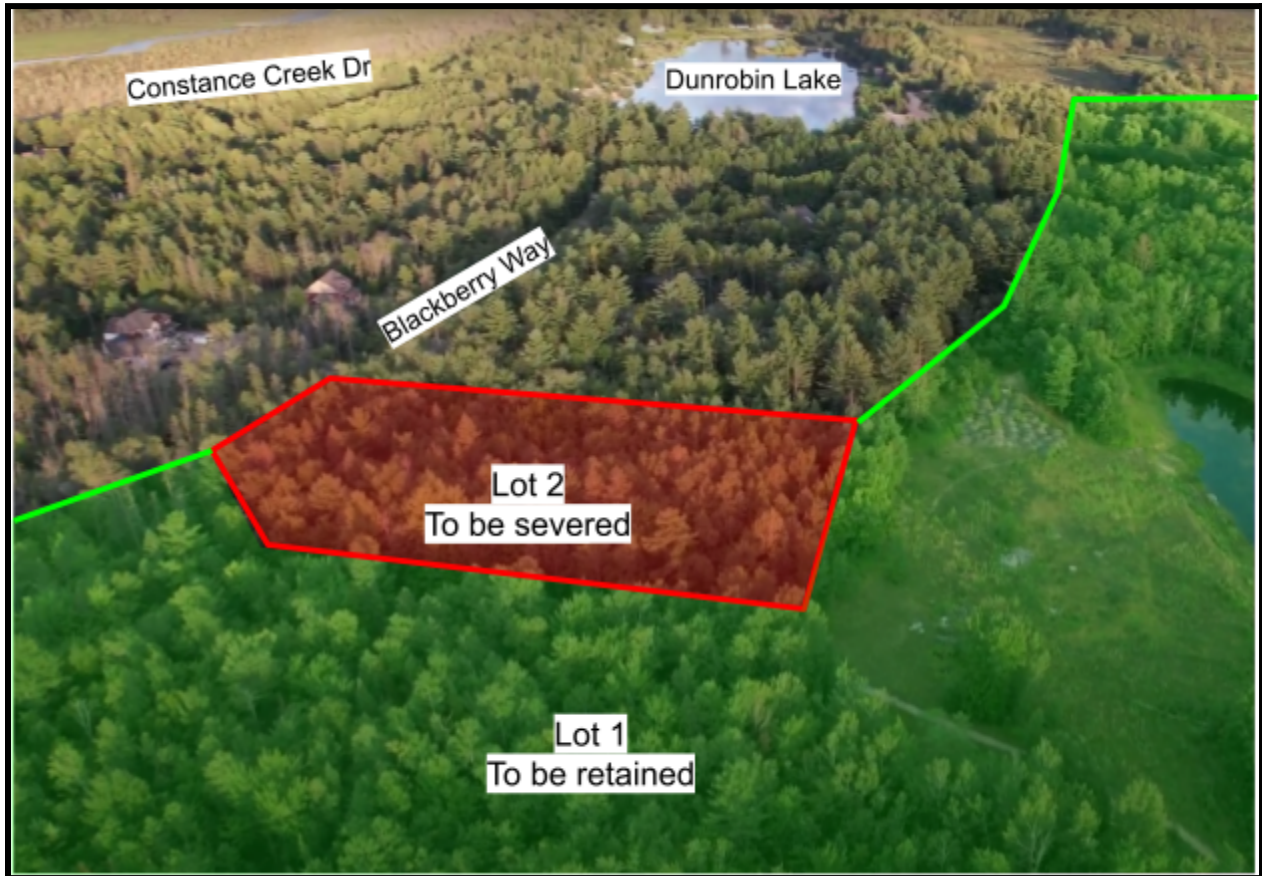 Constance Creek Dr
Dunrobin Lake
Blackberry Way
Lot 2
To be severed
Lot 1
To be retained